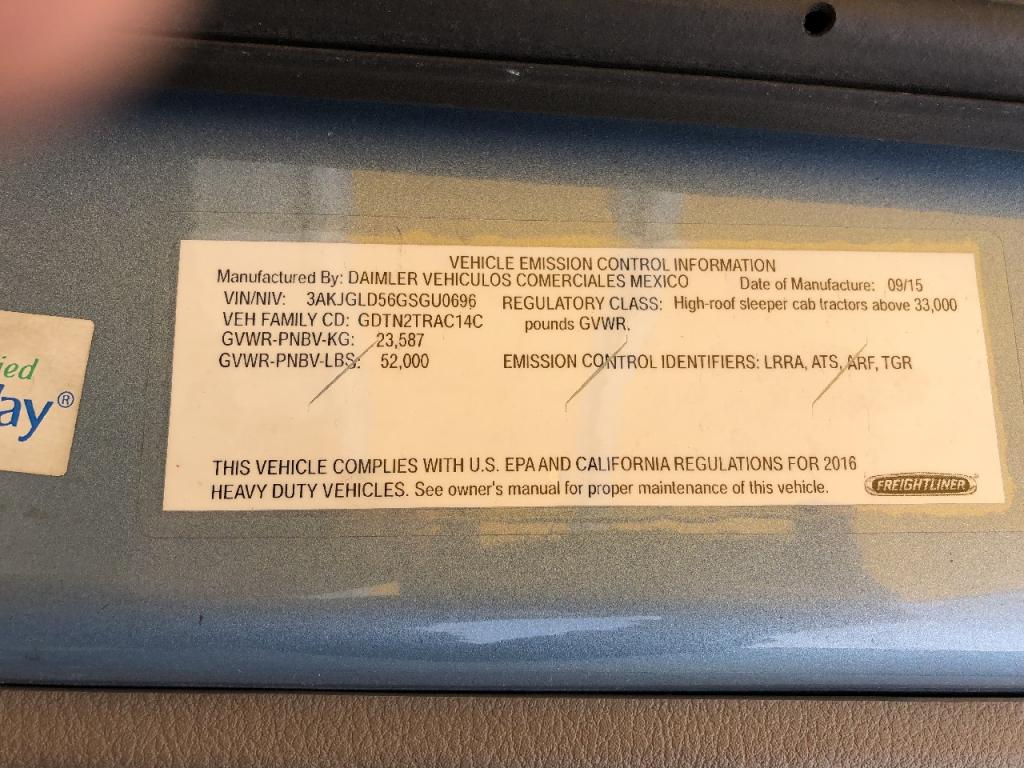 VEHICLE EMISSION CONTROL INFORMATION
Manufactured By: DAIMLER VEHICULOS COMERCIALES MEXICO Date of Manufacture: 09/15
VIN/NIV: 3AKJGLD56GSGU0696 REGULATORY CLASS: High-roof sleeper cab tractors above 33,000
VEH FAMILY CD: GDTN2TRAC14C pounds GVWR.
GVWR-PNBV-KG: 23,587
GVWR-PNBV-LBS: 52,000 EMISSION CONTROL IDENTIFIERS: LRRA, ATS, ARF, TGR
ied
ay®
THIS VEHICLE COMPLIES WITH U.S. EPA AND CALIFORNIA REGULATIONS FOR 2016
HEAVY DUTY VEHICLES. See owner's manual for proper maintenance of this vehicle.
FREIGHTLINER